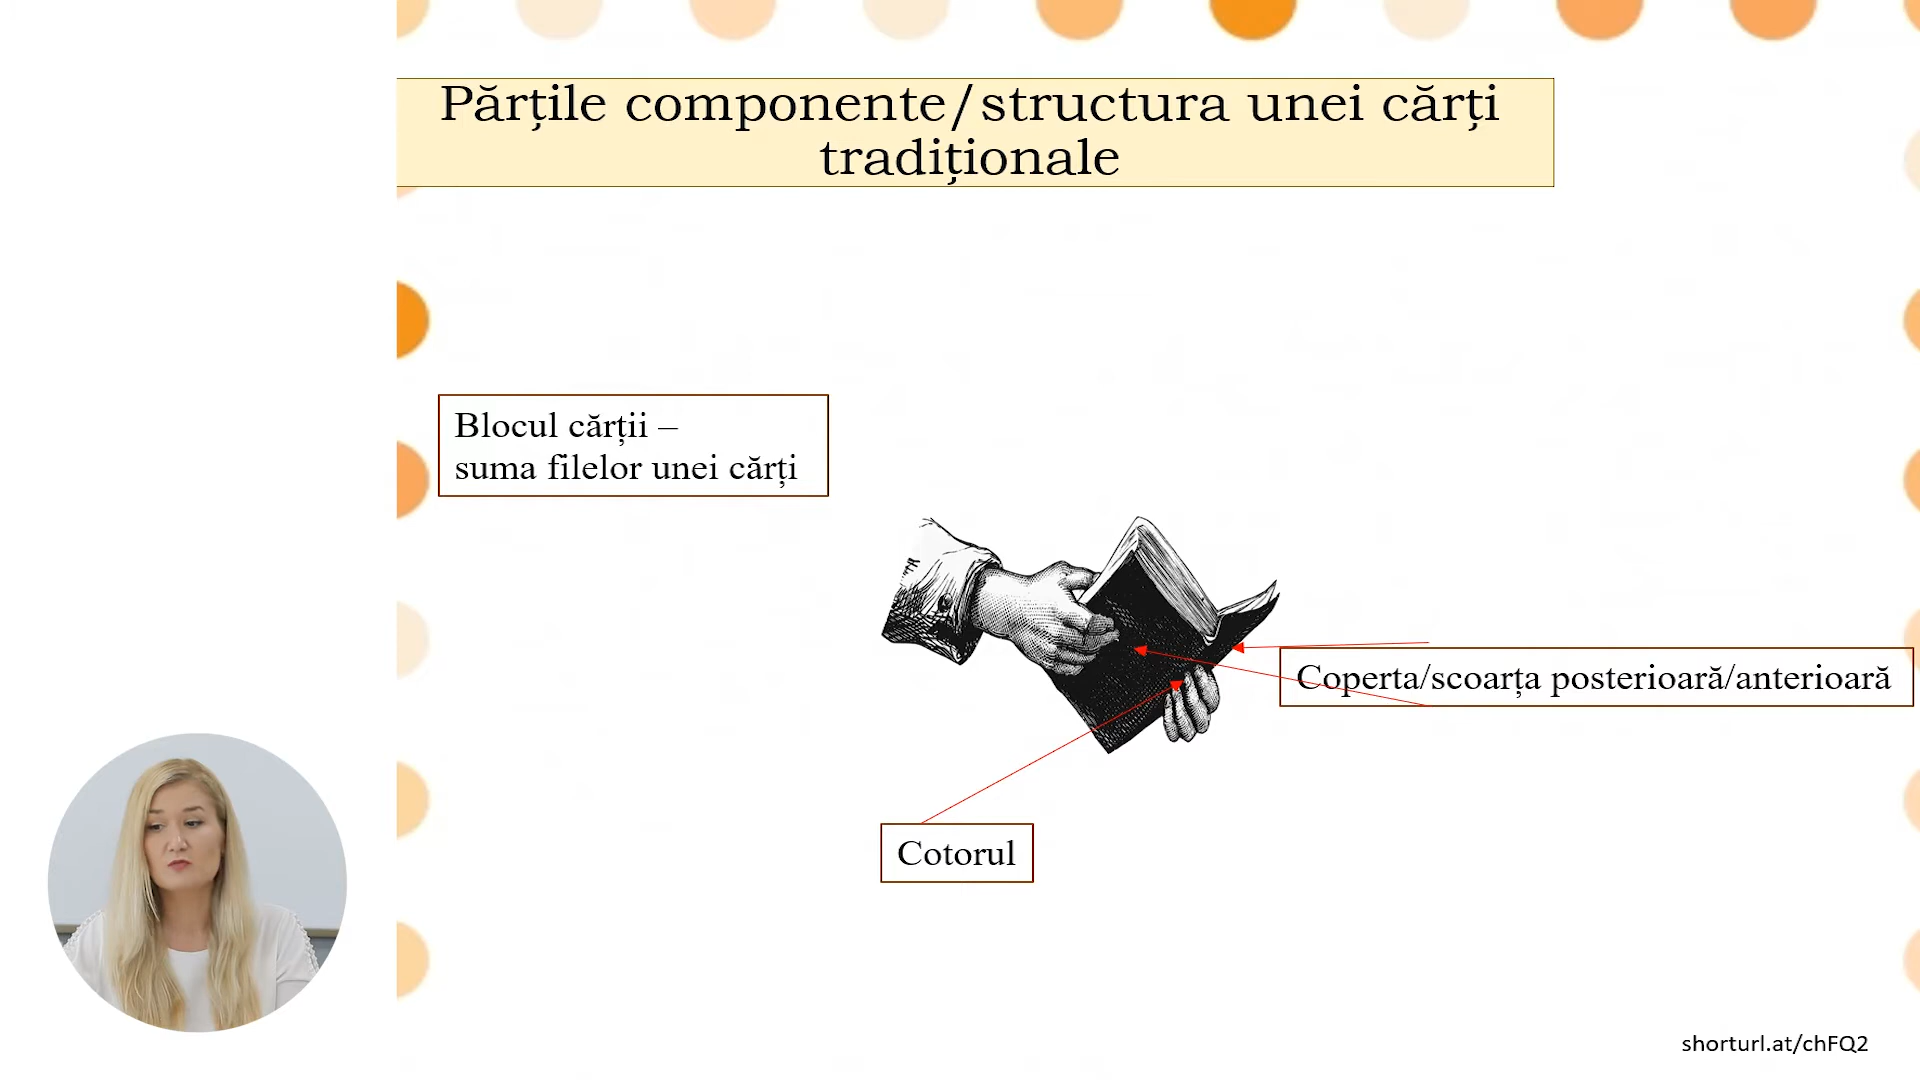 Părțile componente/structura unei cărți
tradiționale
Blocul cărții –
suma filelor unei cărți
Coperta/scoarța posterioară/anterioară
Cotorul
shorturl.at/chFQ2